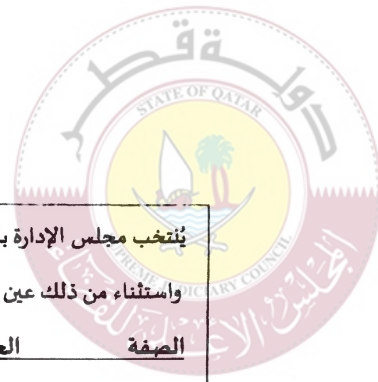 دولة قطر
STATE OF QATAR
SUPREME JUDICIARY COUNCIL
المجلس الأعلى للقضاء
يُنتخب مجلس الإدارة
واستثناء من ذلك عين
الصفة